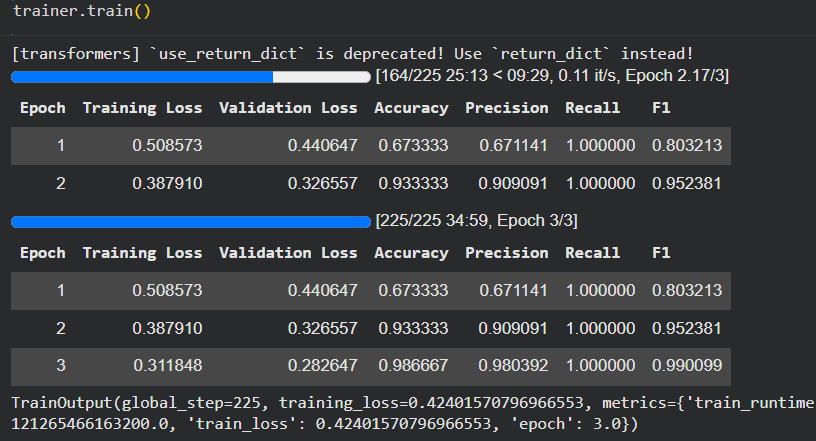 trainer.train()
[transformers] `use_return_dict` is deprecated! Use `return_dict` instead!
[164/225 25:13 < 09:29, 0.11 it/s, Epoch 2.17/3]
Epoch Training Loss Validation Loss Accuracy Precision Recall F1
1 0.508573 0.440647 0.673333 0.671141 1.000000 0.803213
2 0.387910 0.326557 0.933333 0.909091 1.000000 0.952381
[225/225 34:59, Epoch 3/3]
Epoch Training Loss Validation Loss Accuracy Precision Recall F1
1 0.508573 0.440647 0.673333 0.671141 1.000000 0.803213
2 0.387910 0.326557 0.933333 0.909091 1.000000 0.952381
3 0.311848 0.282647 0.986667 0.980392 1.000000 0.990099
TrainOutput(global_step=225, training_loss=0.42401570796966553, metrics={'train_runtime
121265466163200.0, 'train_loss': 0.42401570796966553, 'epoch': 3.0})